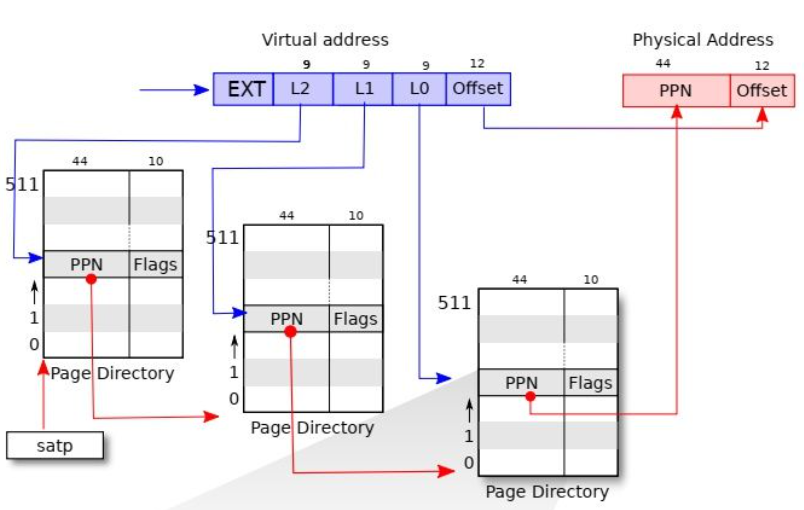 Virtual address
Physical Address
9 9 9 12
44 12
EXT L2 L1 L0 Offset
PPN Offset
44 10
511
PPN Flags
1
0
Page Directory
satp
44 10
511
PPN Flags
1
0
Page Directory
44 10
511
PPN Flags
1
0
Page Directory